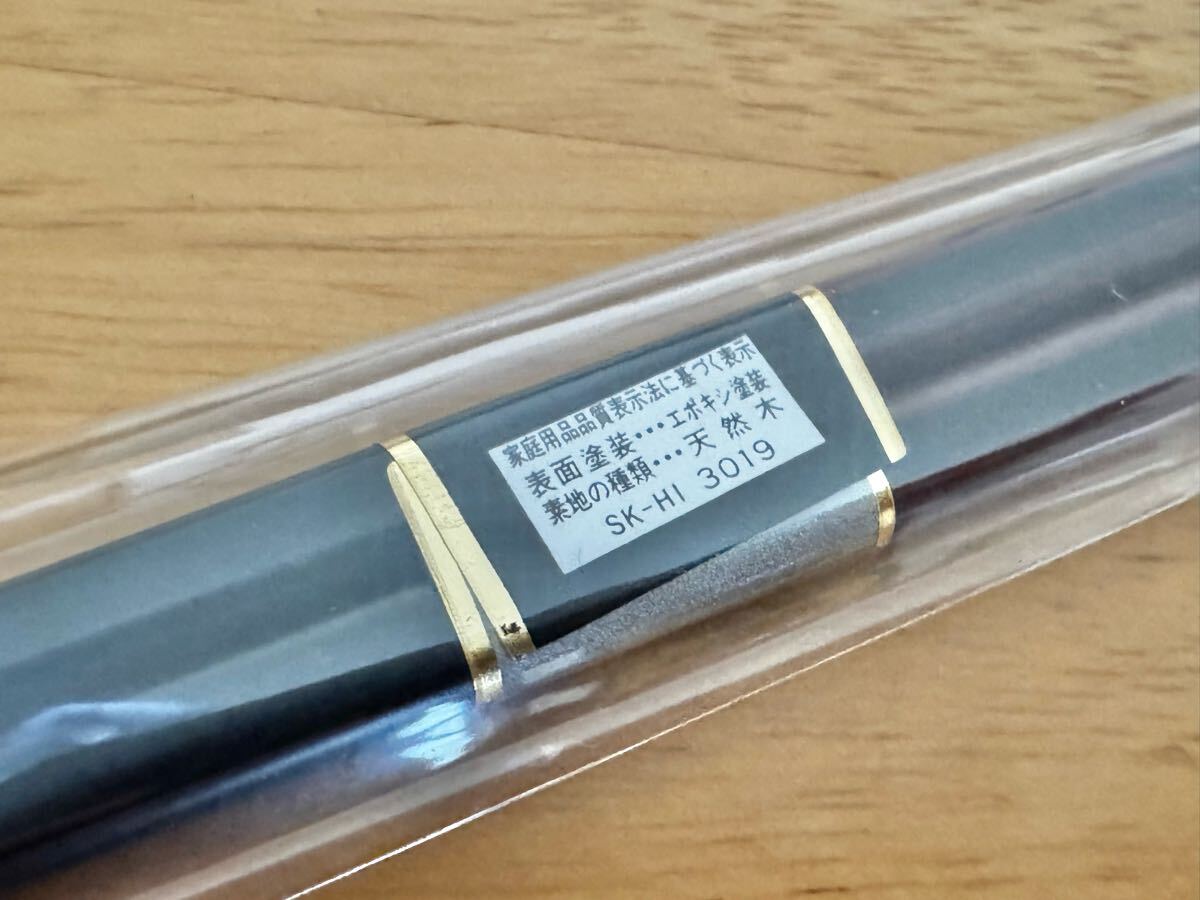 家庭用品品質表示法に基づく表示
表面塗装…エポキシ塗装
素地の種類…天然木
SK-HI 3019